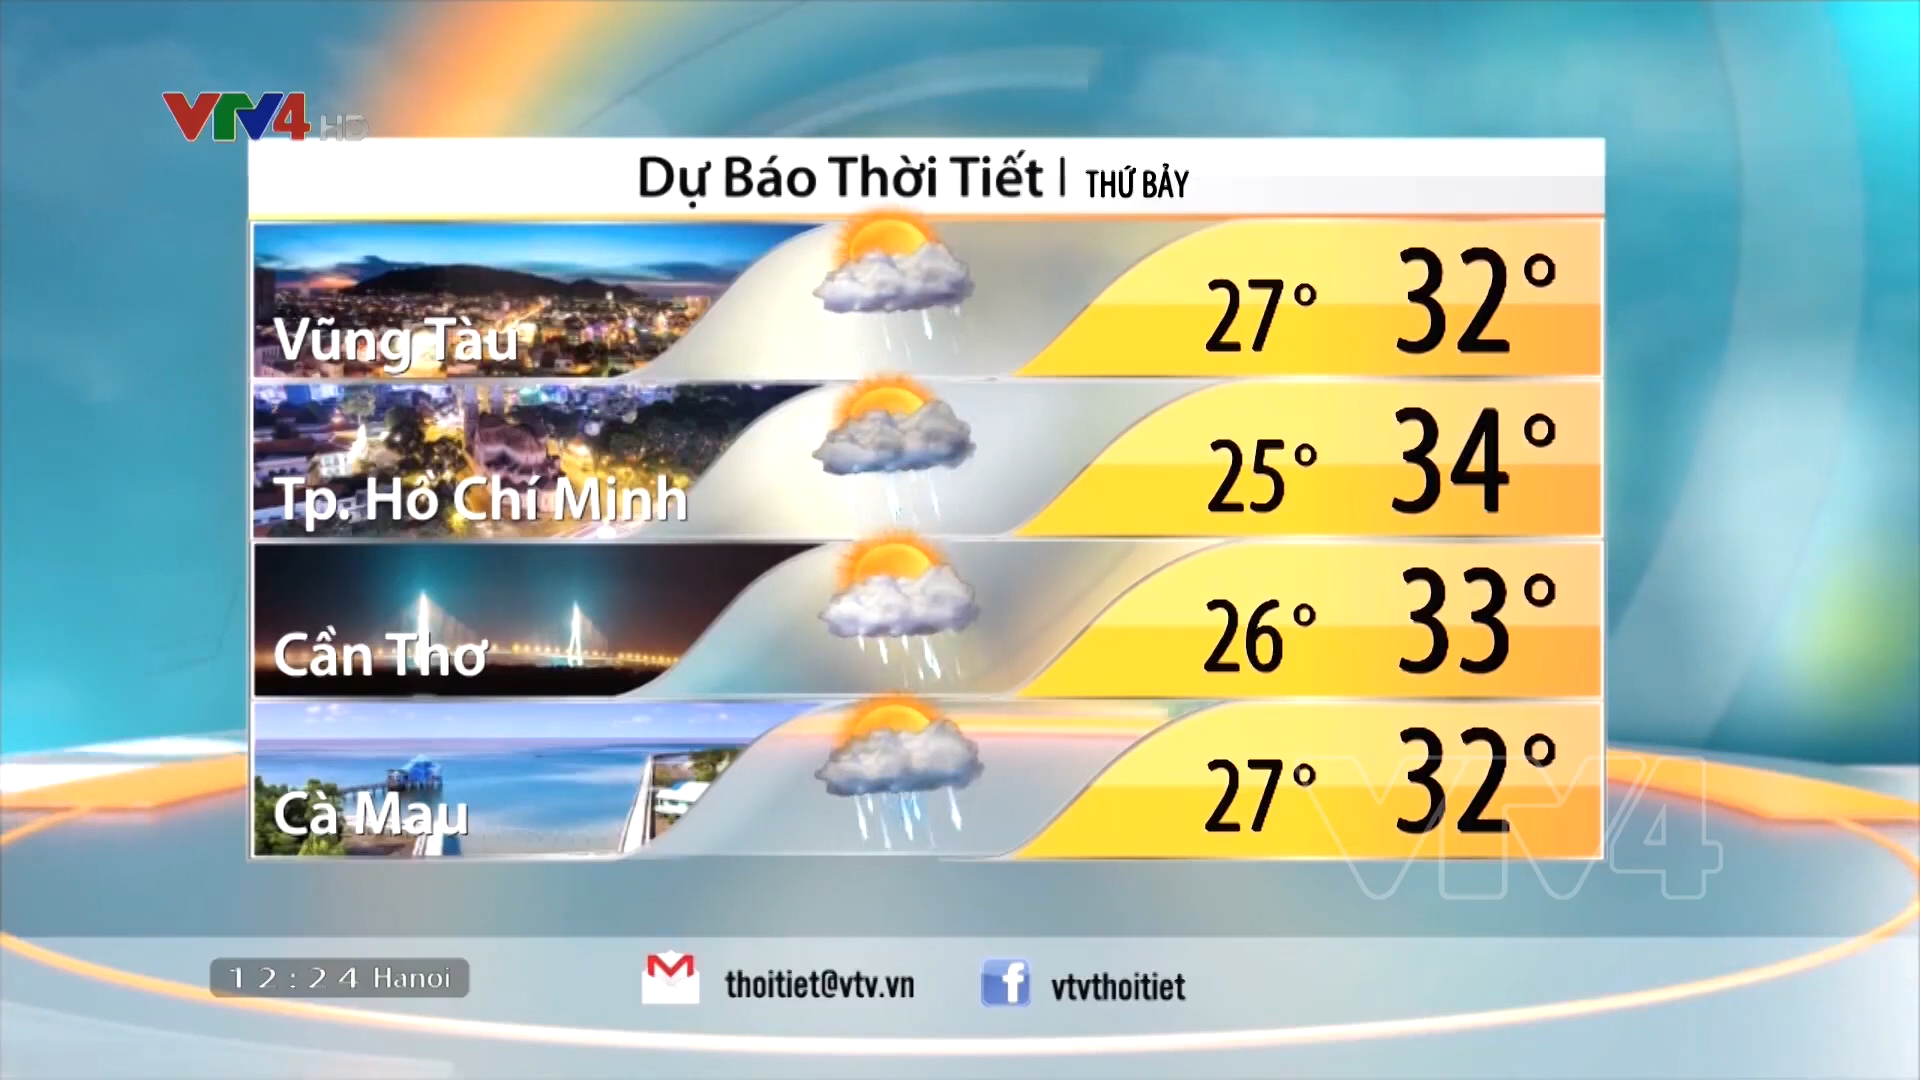 VTV4 HD
Dự Báo Thời Tiết | THỨ BẢY
Vũng Tàu 27° 32°
Tp. Hồ Chí Minh 25° 34°
Cần Thơ 26° 33°
Cà Mau 27° 32°
VTV4
12:24 Hanoi thoitiet@vtv.vn f vtvthoitiet